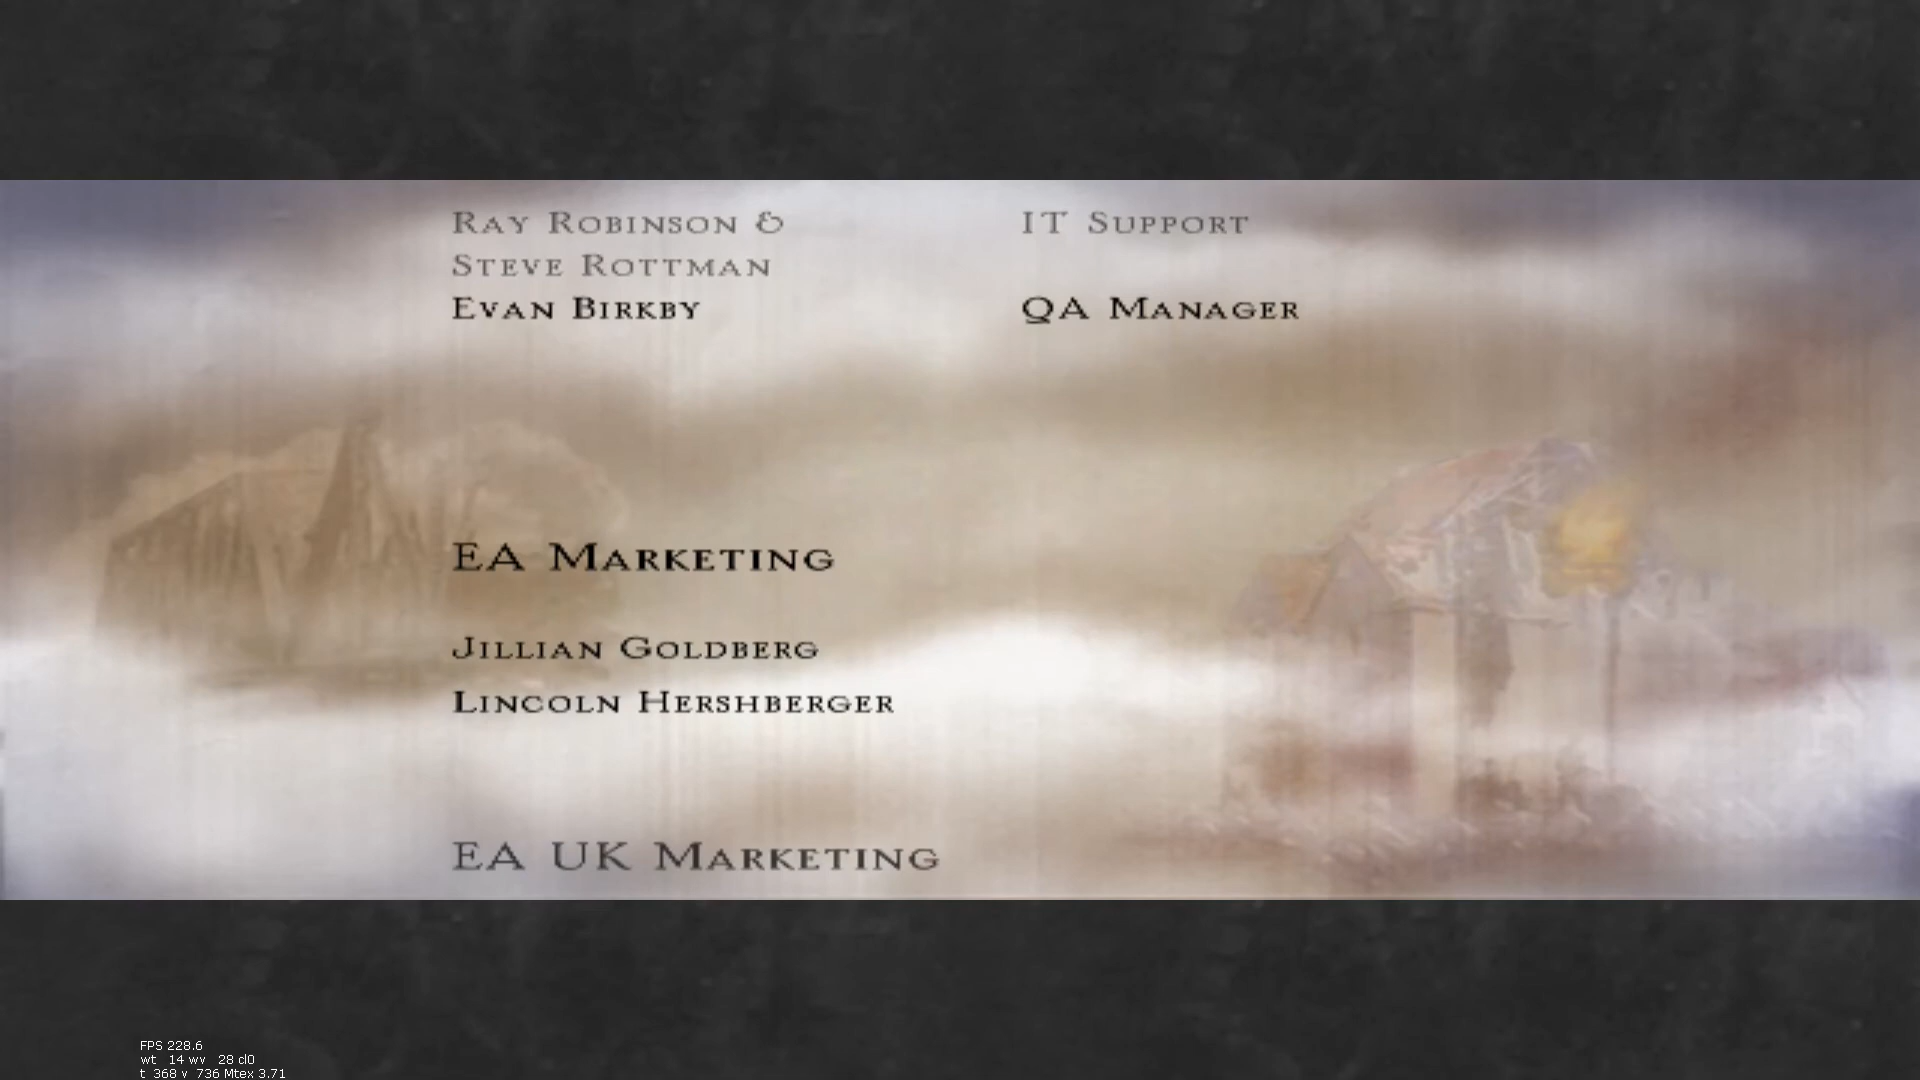 Ray Robinson & IT Support
Steve Rottman
Evan Birkby QA Manager
EA Marketing
Jillian Goldberg
Lincoln Hershberger
EA UK Marketing
FPS 228.6
wt 14 wv 28 cl0
t 368 v 736 Mtex 3.71